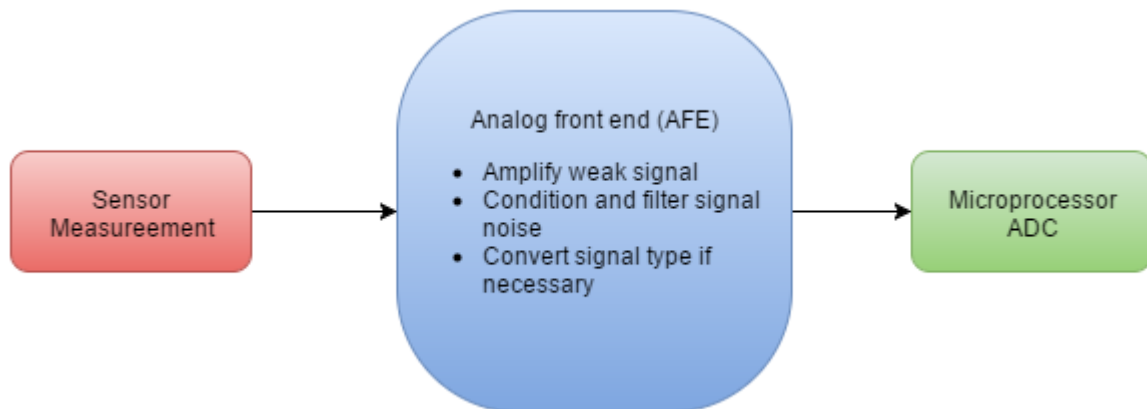 Sensor
Measureement
Analog front end (AFE)
• Amplify weak signal
• Condition and filter signal
noise
• Convert signal type if
necessary
Microprocessor
ADC